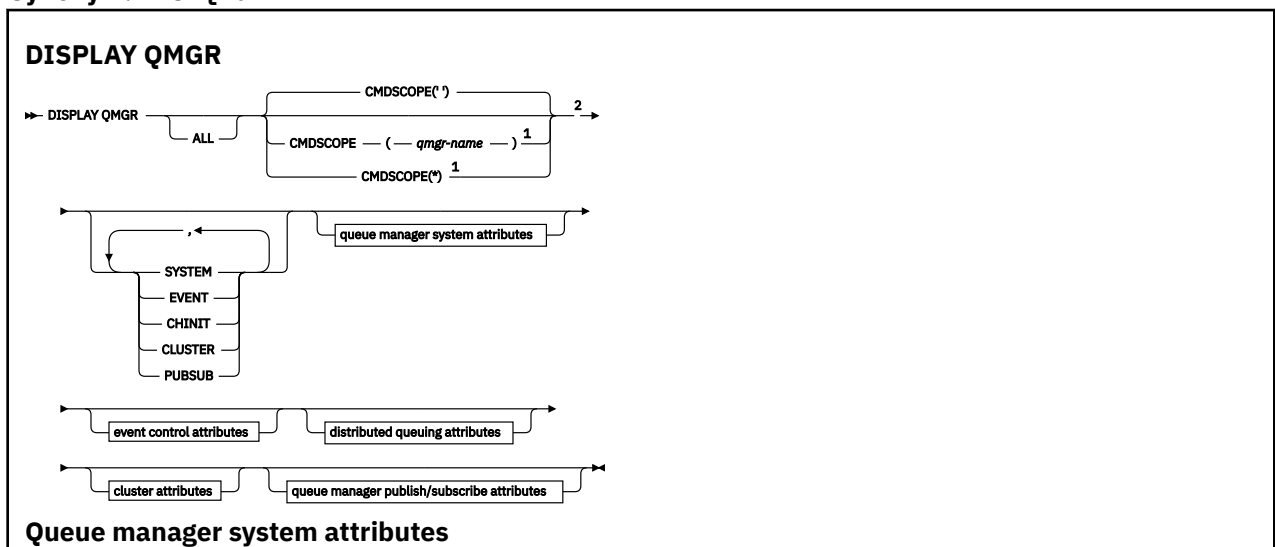 DISPLAY QMGR
CMDSCOPE(' ')
DISPLAY QMGR
2
ALL
CMDSCOPE ( qmgr-name ) 1
CMDSCOPE(*) 1
,
queue manager system attributes
SYSTEM
EVENT
CHINIT
CLUSTER
PUBSUB
event control attributes
distributed queuing attributes
cluster attributes
queue manager publish/subscribe attributes
Queue manager system attributes